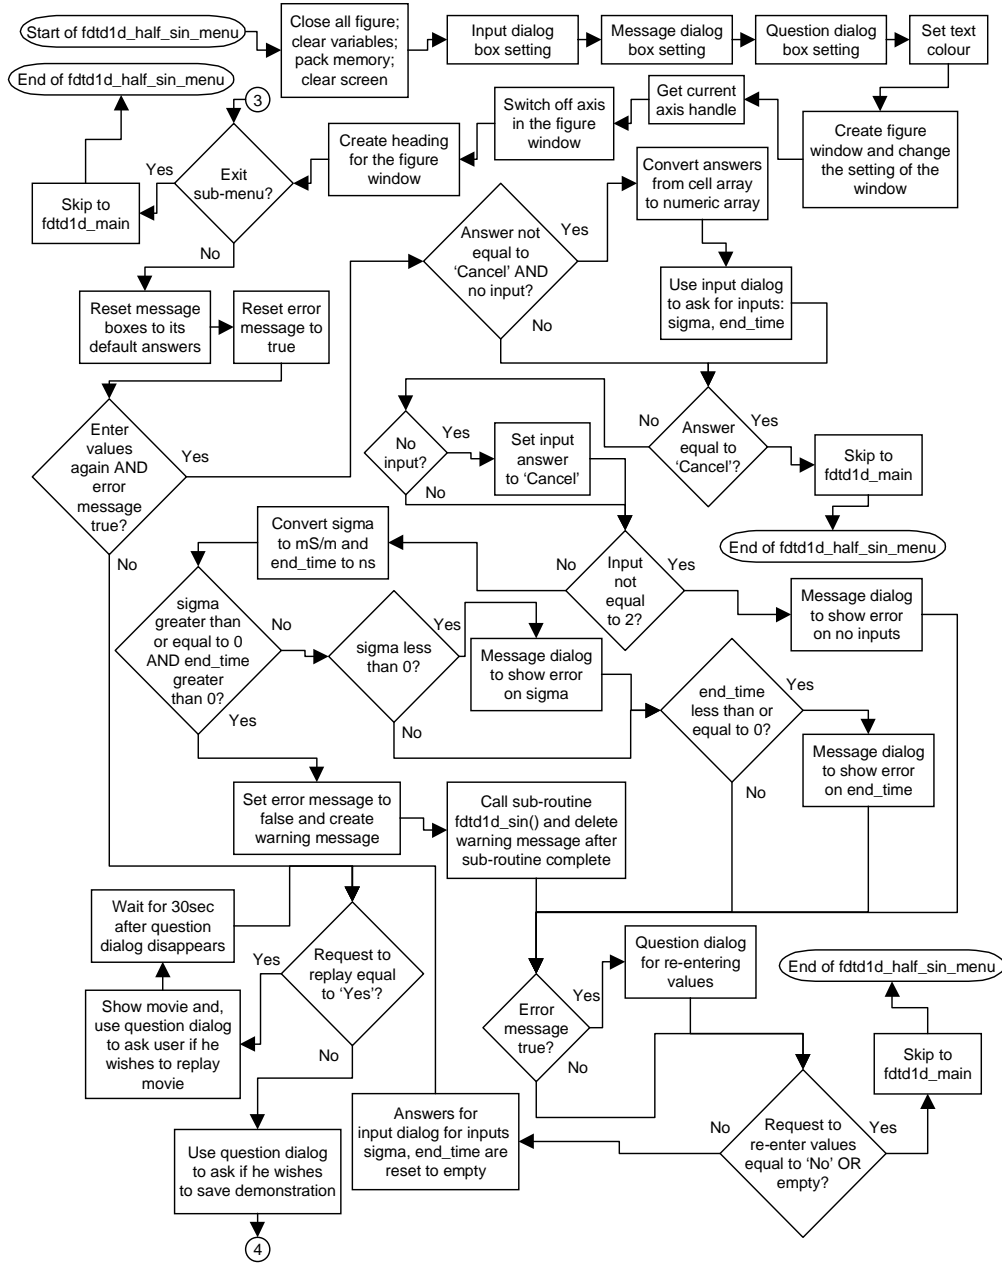 Start of fdtd1d_half_sin_menu
Close all figure;
clear variables;
pack memory;
clear screen
Input dialog
box setting
Message dialog
box setting
Question dialog
box setting
Set text
colour
End of fdtd1d_half_sin_menu
3
Switch off axis
in the figure
window
Get current
axis handle
Create figure
window and change
the setting of the
window
Create heading
for the figure
window
Exit
sub-menu?
Yes
Skip to
fdtd1d_main
No
Convert answers
from cell array
to numeric array
Answer not
equal to
‘Cancel’ AND
no input?
Yes
No
Use input dialog
to ask for inputs:
sigma, end_time
Reset message
boxes to its
default answers
Reset error
message to
true
Enter
values
again AND
error
message
true?
Yes
No
No
input?
Yes
No
Set input
answer
to ‘Cancel’
No
Answer
equal to
‘Cancel’?
Yes
Skip to
fdtd1d_main
End of fdtd1d_half_sin_menu
Convert sigma
to mS/m and
end_time to ns
No
Input
not
equal
to 2?
Yes
Message dialog
to show error
on no inputs
sigma
greater than
or equal to 0
AND end_time
greater
than 0?
No
Yes
sigma less
than 0?
Yes
No
Message dialog
to show error
on sigma
end_time
less than or
equal to 0?
Yes
No
Message dialog
to show error
on end_time
Set error message to
false and create
warning message
Call sub-routine
fdtd1d_sin() and delete
warning message after
sub-routine complete
Wait for 30sec
after question
dialog disappears
Yes
Request to
replay equal
to ‘Yes’?
No
Show movie and,
use question dialog
to ask user if he
wishes to replay
movie
Question dialog
for re-entering
values
Error
message
true?
Yes
No
End of fdtd1d_half_sin_menu
Skip to
fdtd1d_main
Answers for
input dialog for inputs
sigma, end_time are
reset to empty
No
Request to
re-enter values
equal to ‘No’ OR
empty?
Yes
Use question dialog
to ask if he wishes
to save demonstration
4